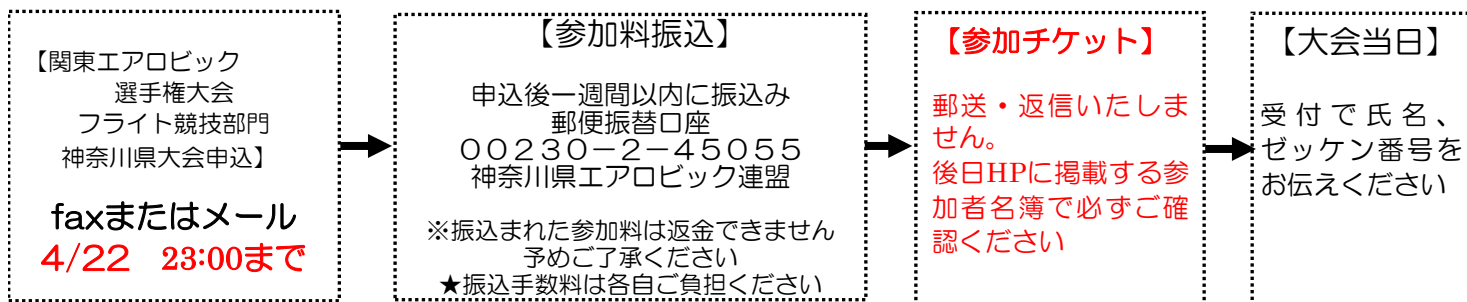 【関東エアロビック
選手権大会
フライト競技部門
神奈川県大会申込】
faxまたはメール
4/22 23:00まで
【参加料振込】
申込後一週間以内に振込み
郵便振替口座
００２３０－２－４５０５５
神奈川県エアロビック連盟
※振込まれた参加料は返金できません
予めご了承ください
★振込手数料は各自ご負担ください
【参加チケット】
郵送・返信いたしま
せん。
後日HPに掲載する参
加者名簿で必ずご確
認ください
【大会当日】
受付で氏名、
ゼッケン番号を
お伝えください